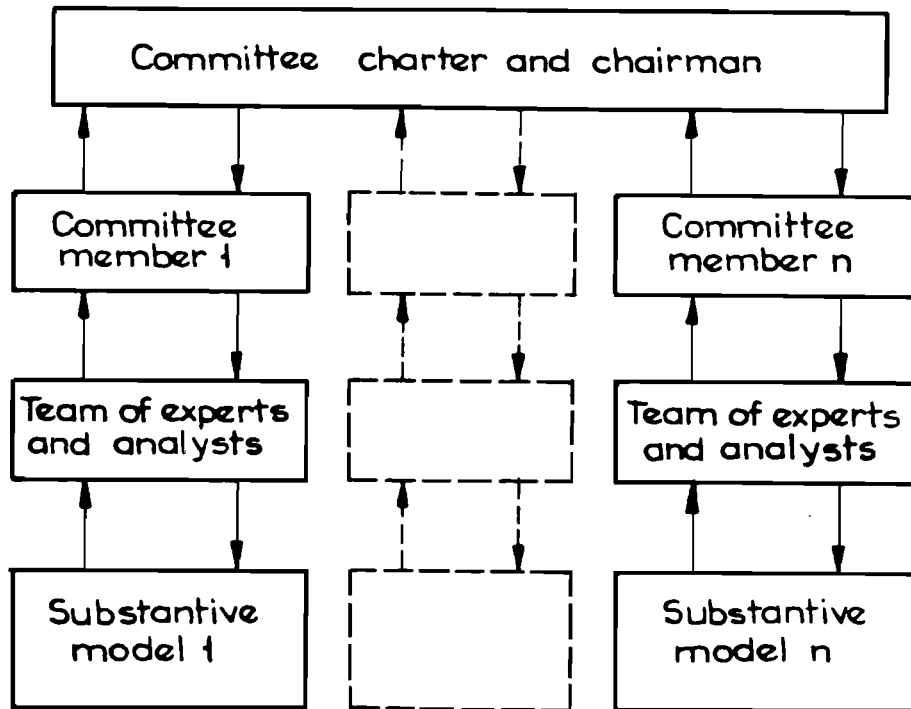 Committee charter and chairman
Committee
member 1
Committee
member n
Team of experts
and analysts
Team of experts
and analysts
Substantive
model 1
Substantive
model n